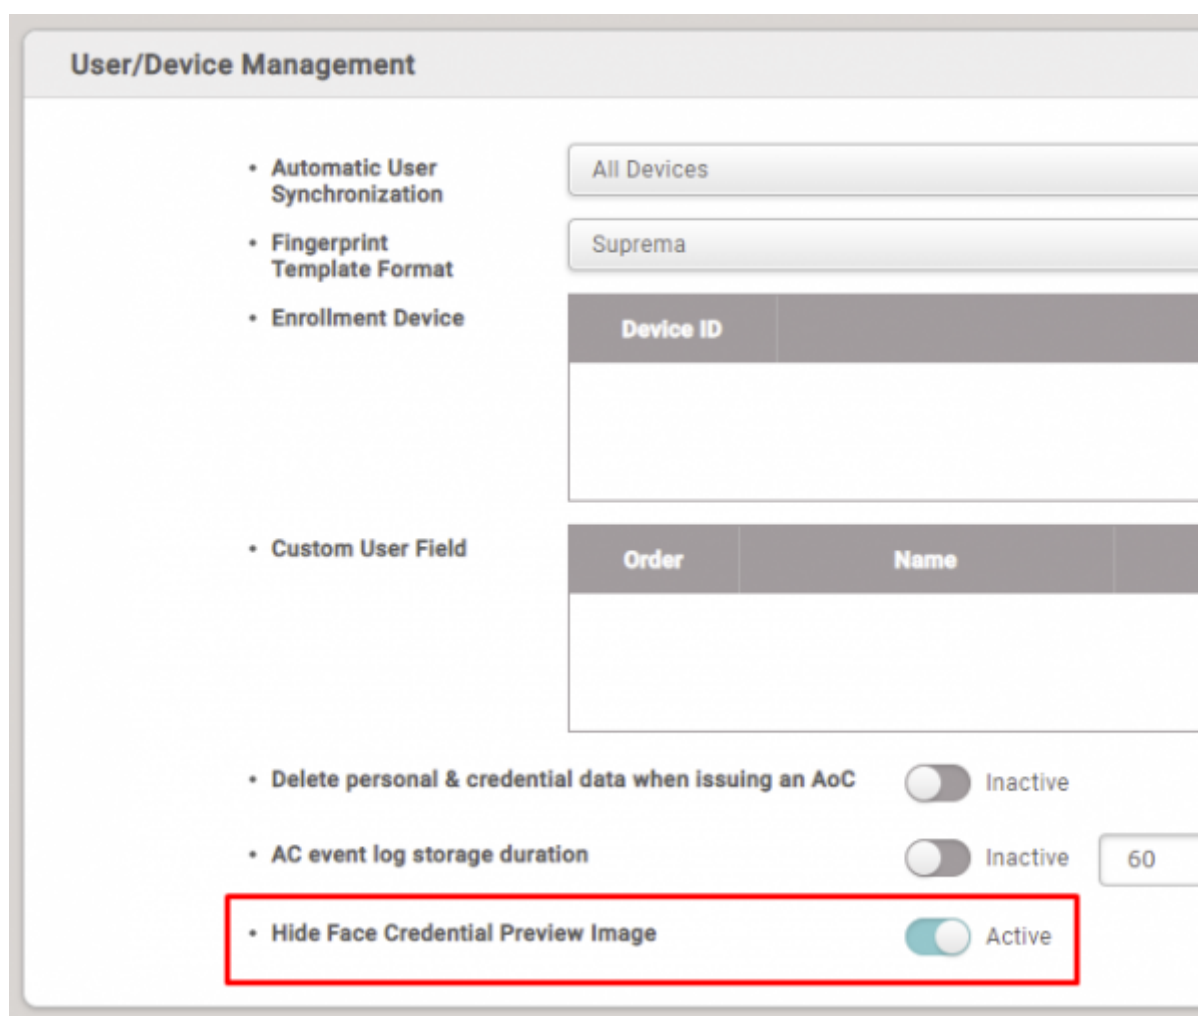 User/Device Management
• Automatic User
Synchronization
All Devices
• Fingerprint
Template Format
Suprema
• Enrollment Device
Device ID
• Custom User Field
Order Name
• Delete personal & credential data when issuing an AoC Inactive
• AC event log storage duration Inactive 60
• Hide Face Credential Preview Image Active